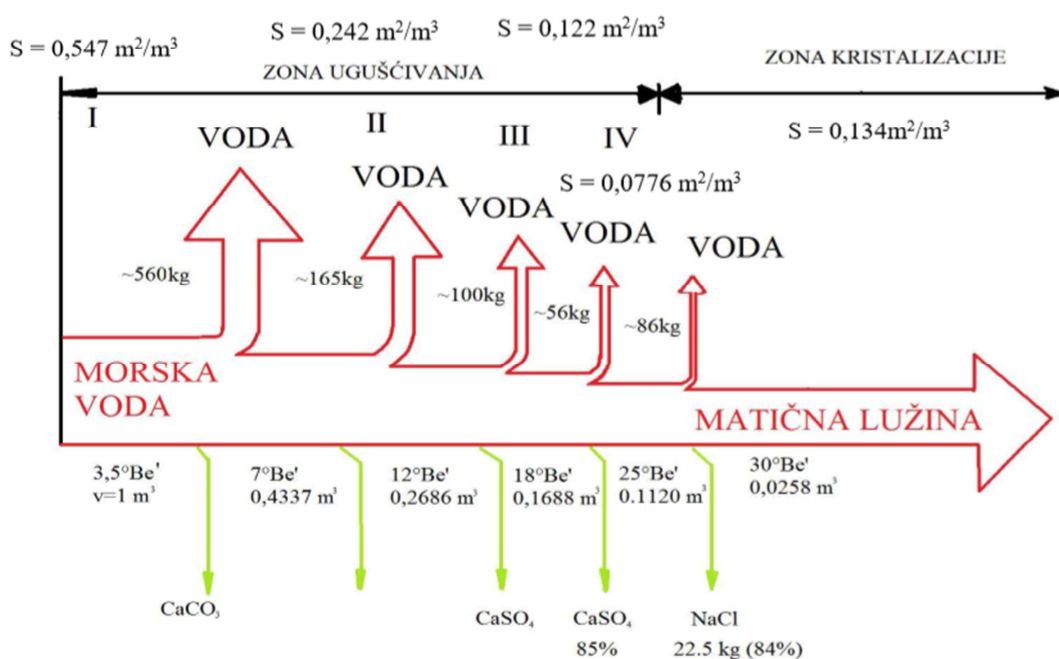 S = 0,547 m²/m³
S = 0,242 m²/m³
S = 0,122 m²/m³
ZONA UGUŠĆIVANJA
ZONA KRISTALIZACIJE
S = 0,134m²/m³
I
II
III
IV
S = 0,0776 m²/m³
VODA
VODA
VODA
VODA
VODA
~560kg
~165kg
~100kg
~56kg
~86kg
MORSKA
VODA
MATIČNA LUŽINA
3,5°Be'
v=1 m³
7°Be'
0,4337 m³
12°Be'
0,2686 m³
18°Be'
0,1688 m³
25°Be'
0.1120 m³
30°Be'
0,0258 m³
CaCO₃
CaSO₄
CaSO₄
85%
NaCl
22.5 kg (84%)